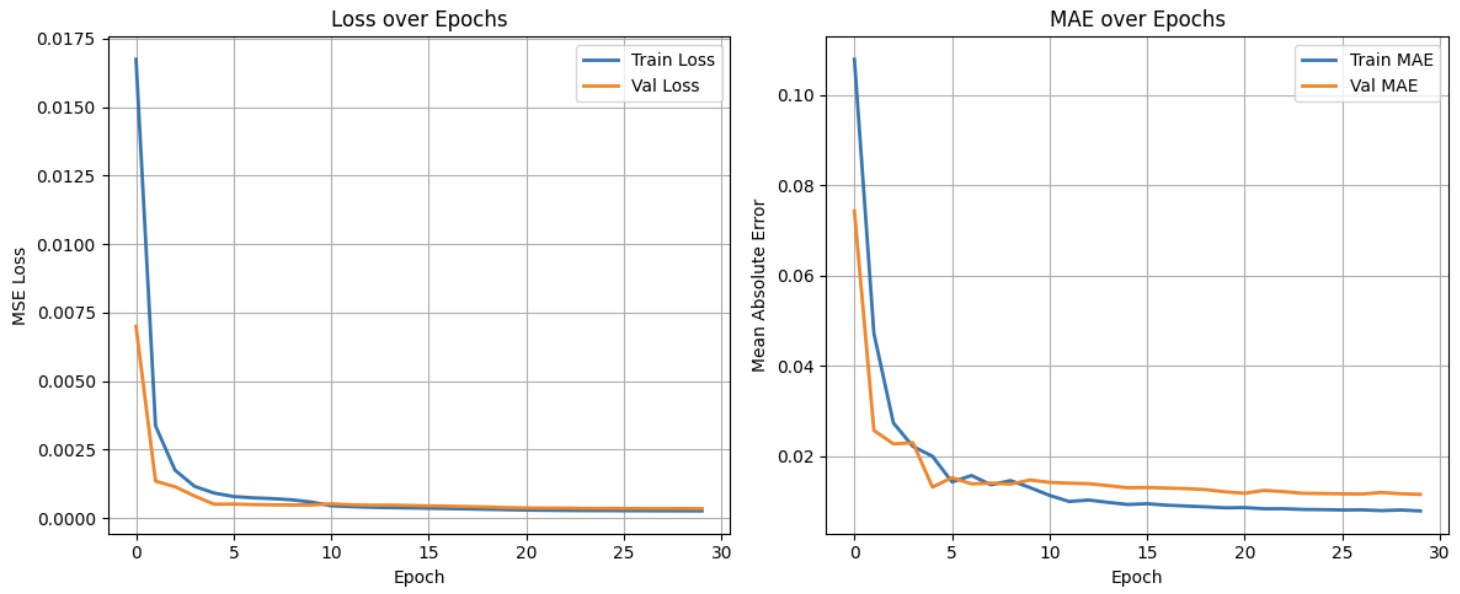 Loss over Epochs
0.0175
0.0150
0.0125
0.0100
0.0075
0.0050
0.0025
0.0000
MSE Loss
0 5 10 15 20 25 30
Epoch
Train Loss
Val Loss
MAE over Epochs
0.10
0.08
0.06
0.04
0.02
Mean Absolute Error
0 5 10 15 20 25 30
Epoch
Train MAE
Val MAE